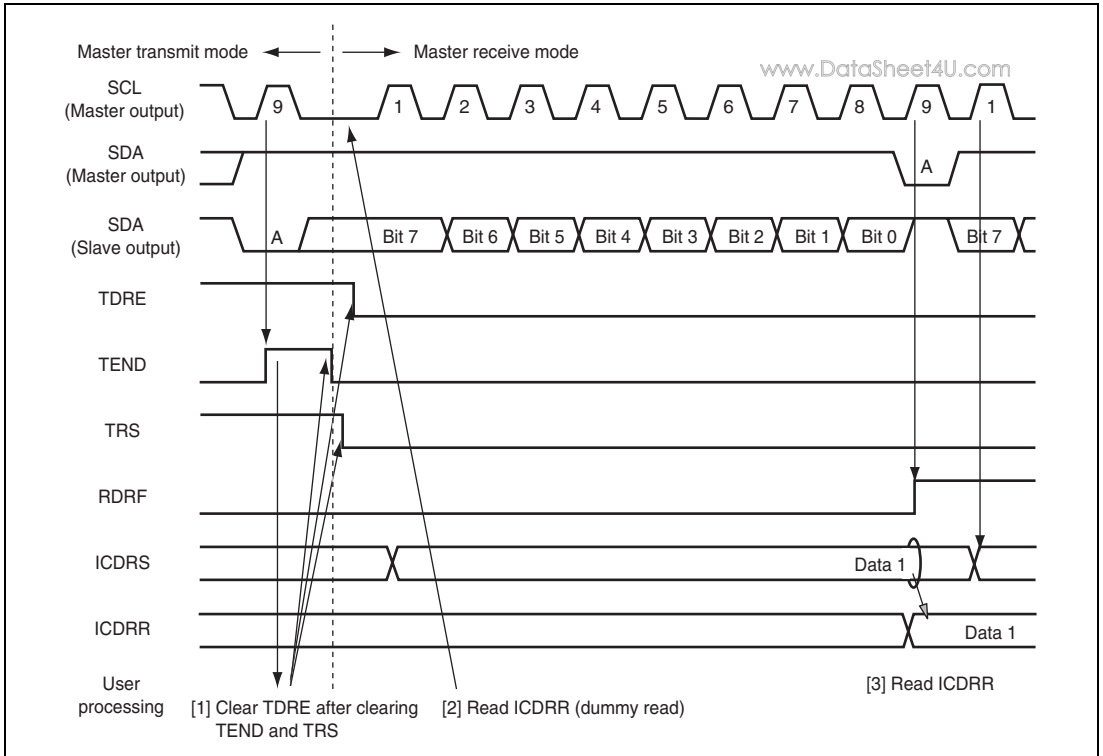 Master transmit mode
Master receive mode
www.DataSheet4U.com
SCL
(Master output)
9 1 2 3 4 5 6 7 8 9 1
SDA
(Master output)
A
SDA
(Slave output)
A Bit 7 Bit 6 Bit 5 Bit 4 Bit 3 Bit 2 Bit 1 Bit 0 Bit 7
TDRE
TEND
TRS
RDRF
ICDRS
Data 1
ICDRR
Data 1
User
processing
[1] Clear TDRE after clearing
TEND and TRS
[2] Read ICDRR (dummy read)
[3] Read ICDRR